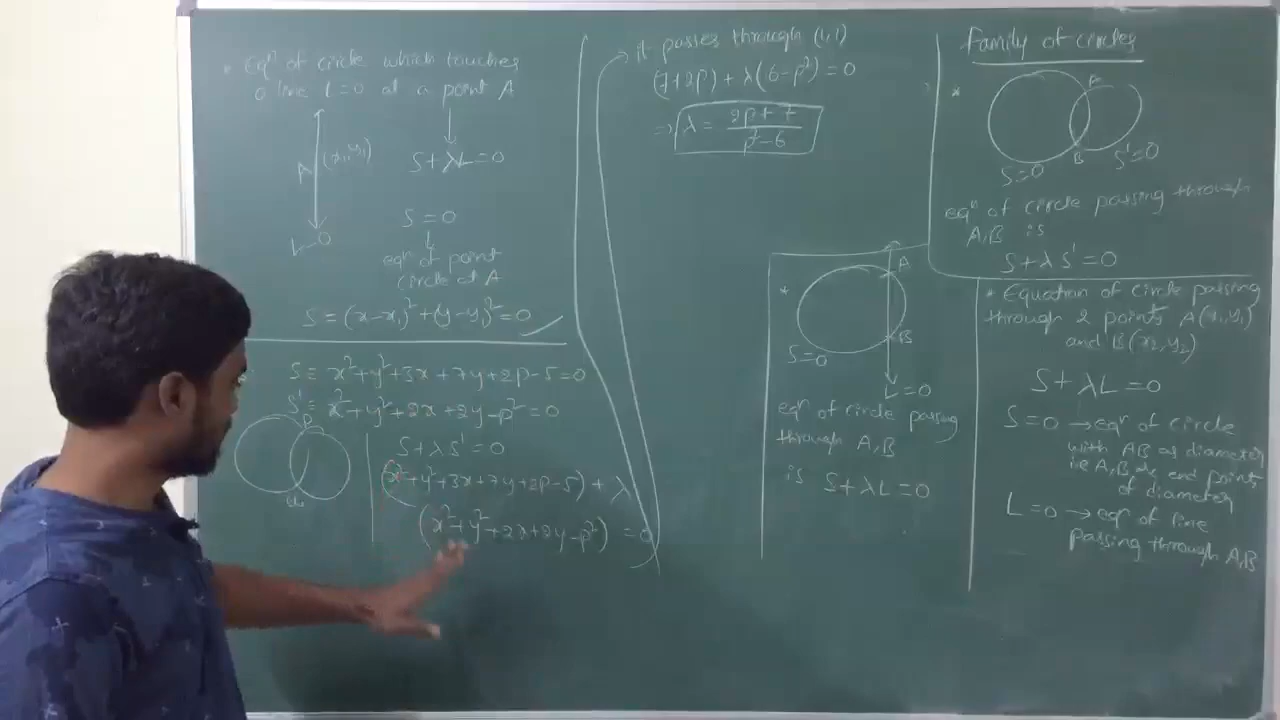 * Eqⁿ of circle which touches
a line L=0 at a point A
A (x₁,y₁)
S+λL=0
S=0
L=0
eqⁿ of point
circle at A
S=(x-x₁)²+(y-y₁)²=0
S≡ x²+y²+3x+7y+2p-5=0
S'≡ x²+y²+2x+2y-p²=0
P
Q
S+λS'=0
(x²+y²+3x+7y+2p-5)+λ
(x²+y²+2x+2y-p²)=0
it passes through (1,1)
(7+2p)+λ(6-p²)=0
⇒ λ = 2p+7 / p²-6
Family of circles
*
A
B
S=0
S'=0
eqⁿ of circle passing through
A,B is
S+λS'=0
*
A
B
S=0
L=0
eqⁿ of circle passing
through A,B
is S+λL=0
* Equation of circle passing
through 2 points A(x₁,y₁)
and B(x₂,y₂)
S+λL=0
S=0 → eqⁿ of circle
with AB as diameter
i.e A,B as end points
of diameter
L=0 → eqⁿ of line
passing through A,B